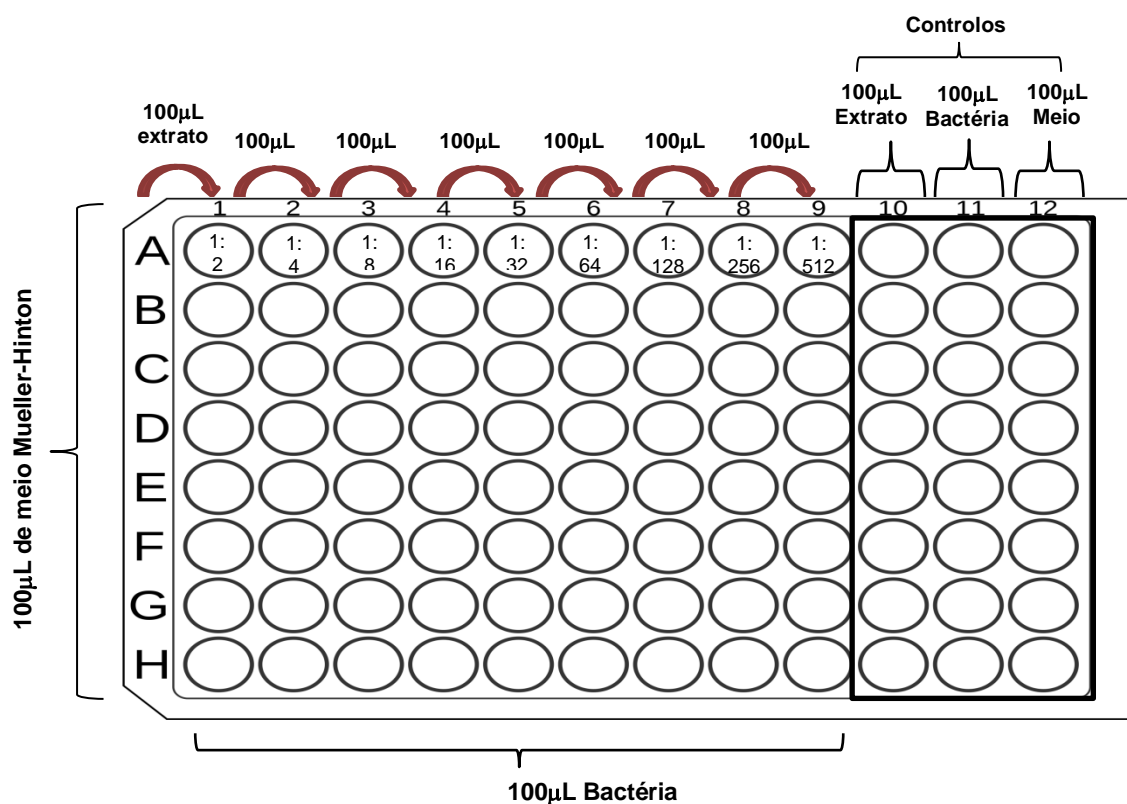 Controlos
100µL
Extrato
100µL
Bactéria
100µL
Meio
100µL
extrato
100µL
100µL
100µL
100µL
100µL
100µL
1 2 3 4 5 6 7 8 9 10 11 12
A
1:
2
1:
4
1:
8
1:
16
1:
32
1:
64
1:
128
1:
256
1:
512
B
C
D
E
F
G
H
100µL de meio Mueller-Hinton
100µL Bactéria